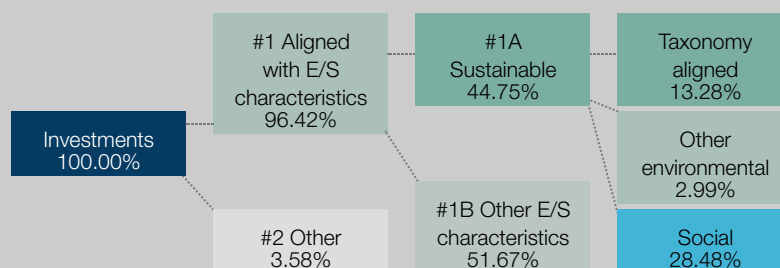 Investments
100.00%
#1 Aligned
with E/S
characteristics
96.42%
#2 Other
3.58%
#1A
Sustainable
44.75%
#1B Other E/S
characteristics
51.67%
Taxonomy
aligned
13.28%
Other
environmental
2.99%
Social
28.48%